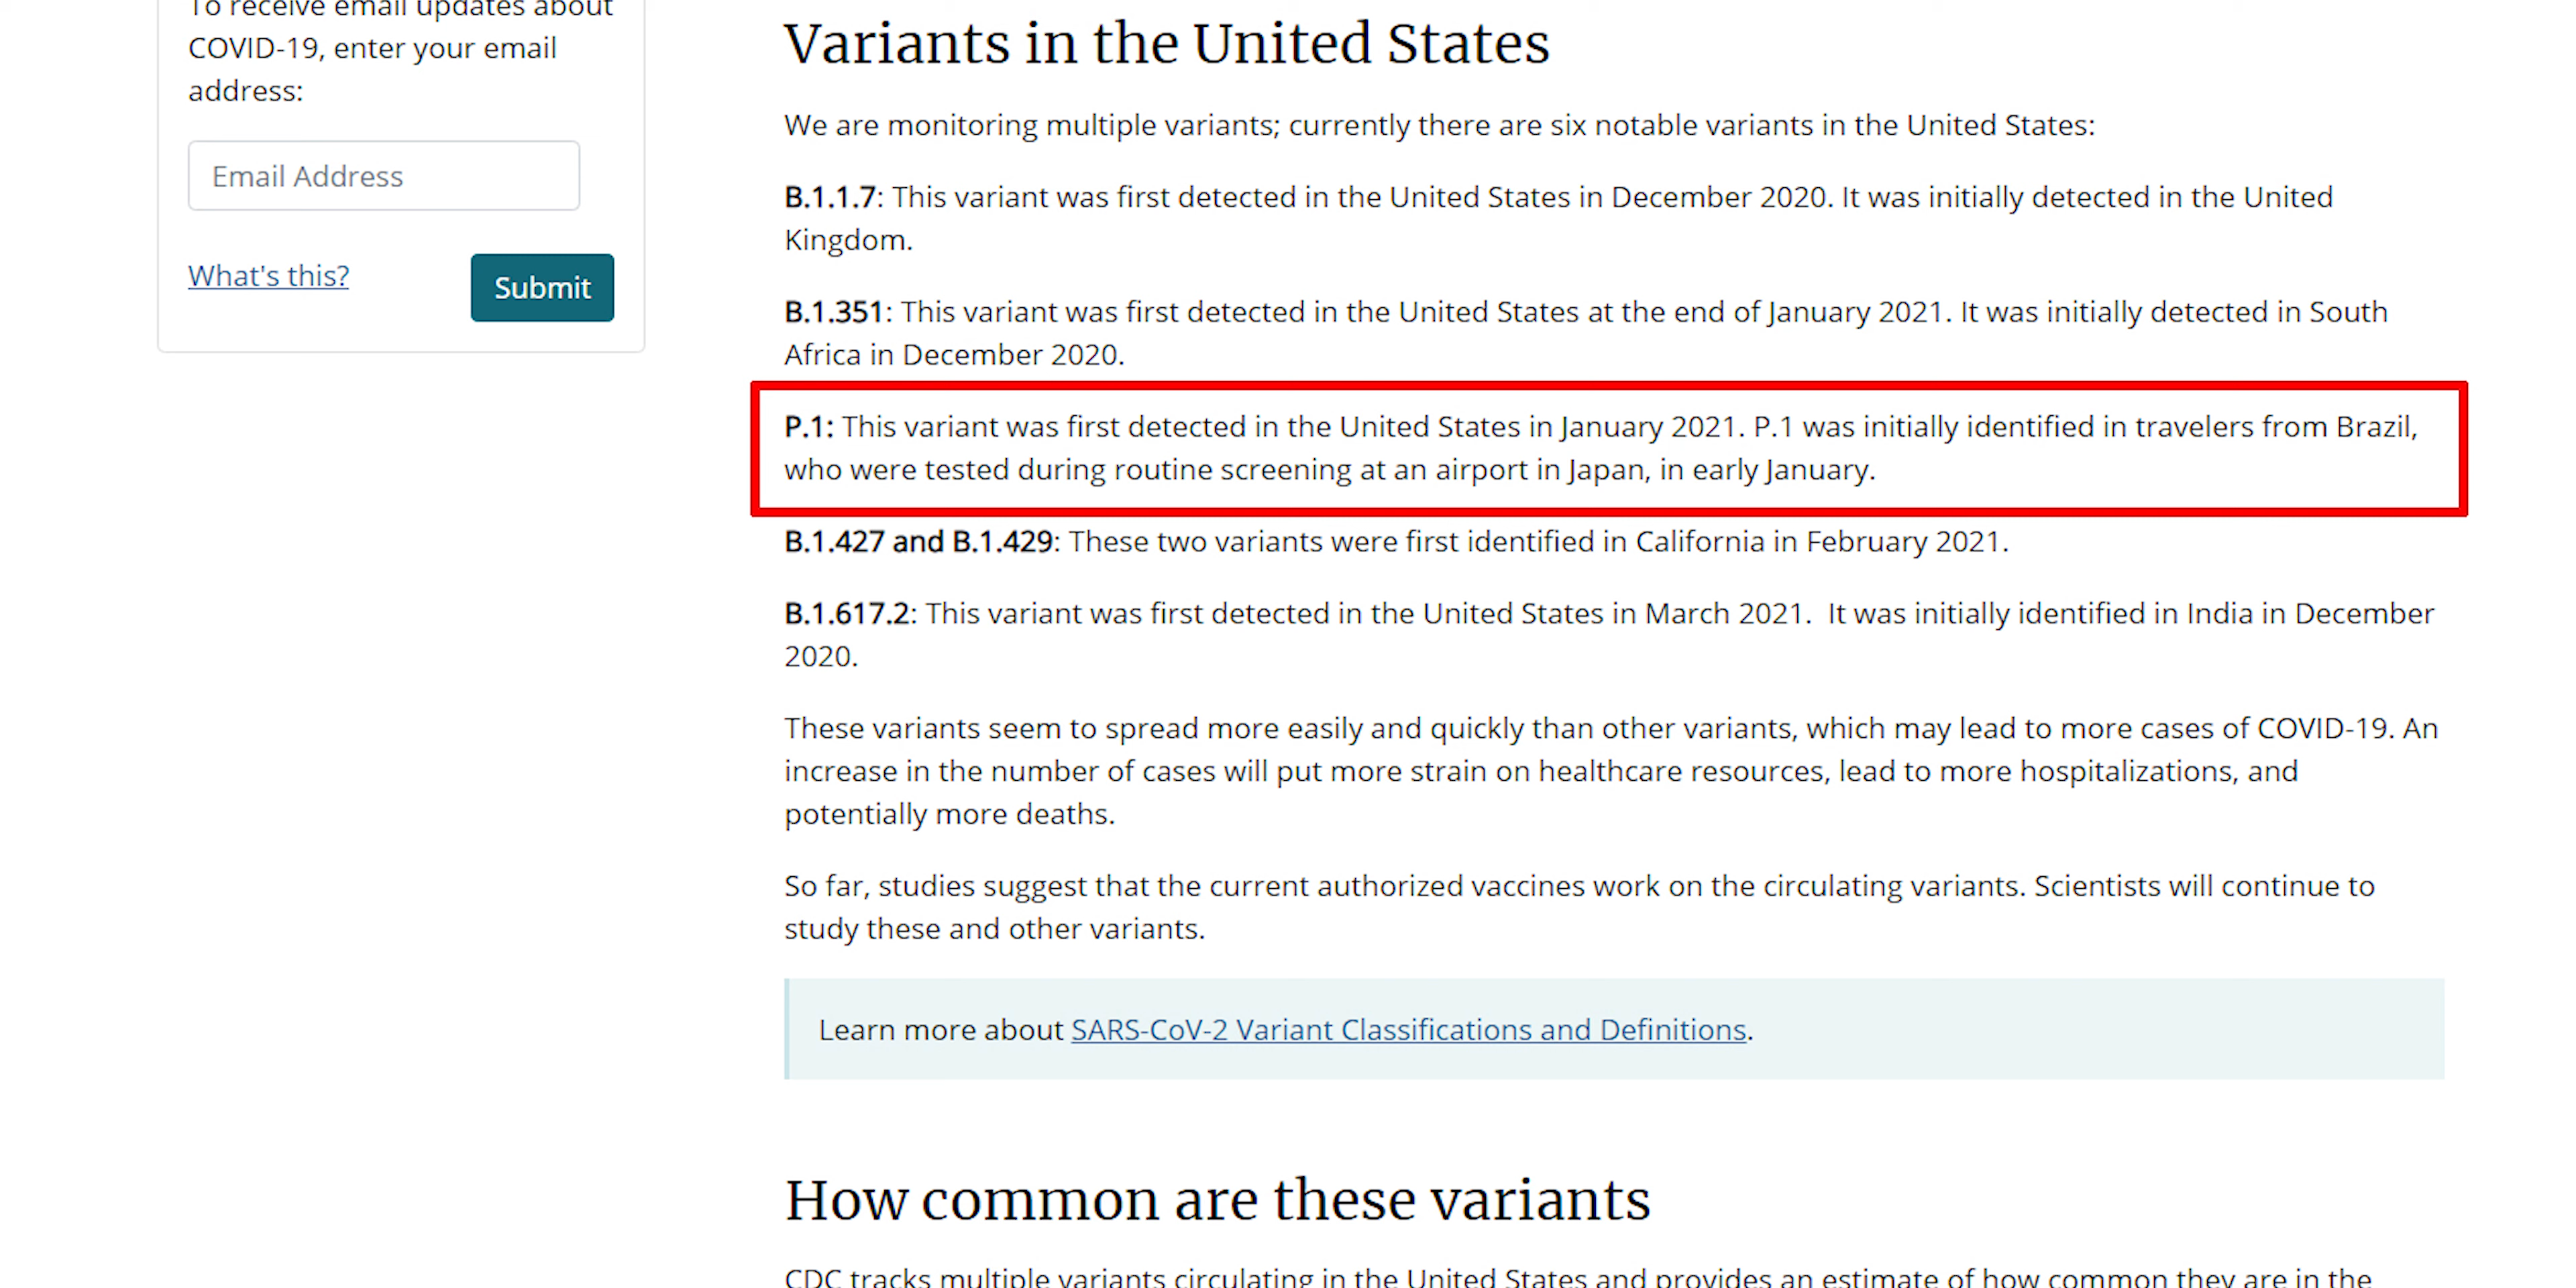 To receive email updates about
COVID-19, enter your email
address:
Email Address
What's this?
Submit
Variants in the United States
We are monitoring multiple variants; currently there are six notable variants in the United States:
B.1.1.7: This variant was first detected in the United States in December 2020. It was initially detected in the United
Kingdom.
B.1.351: This variant was first detected in the United States at the end of January 2021. It was initially detected in South
Africa in December 2020.
P.1: This variant was first detected in the United States in January 2021. P.1 was initially identified in travelers from Brazil,
who were tested during routine screening at an airport in Japan, in early January.
B.1.427 and B.1.429: These two variants were first identified in California in February 2021.
B.1.617.2: This variant was first detected in the United States in March 2021.  It was initially identified in India in December
2020.
These variants seem to spread more easily and quickly than other variants, which may lead to more cases of COVID-19. An
increase in the number of cases will put more strain on healthcare resources, lead to more hospitalizations, and
potentially more deaths.
So far, studies suggest that the current authorized vaccines work on the circulating variants. Scientists will continue to
study these and other variants.
Learn more about SARS-CoV-2 Variant Classifications and Definitions.
How common are these variants
CDC tracks multiple variants circulating in the United States and provides an estimate of how common they are in the